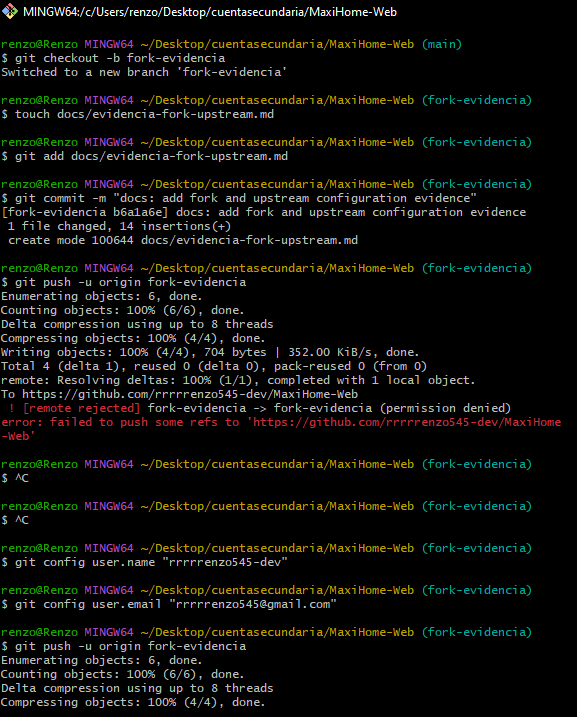 MINGW64:/c/Users/renzo/Desktop/cuentasecundaria/MaxiHome-Web
renzo@Renzo MINGW64 ~/Desktop/cuentasecundaria/MaxiHome-Web (main)
$ git checkout -b fork-evidencia
Switched to a new branch 'fork-evidencia'
renzo@Renzo MINGW64 ~/Desktop/cuentasecundaria/MaxiHome-Web (fork-evidencia)
$ touch docs/evidencia-fork-upstream.md
renzo@Renzo MINGW64 ~/Desktop/cuentasecundaria/MaxiHome-Web (fork-evidencia)
$ git add docs/evidencia-fork-upstream.md
renzo@Renzo MINGW64 ~/Desktop/cuentasecundaria/MaxiHome-Web (fork-evidencia)
$ git commit -m "docs: add fork and upstream configuration evidence"
[fork-evidencia b6a1a6e] docs: add fork and upstream configuration evidence
 1 file changed, 14 insertions(+)
 create mode 100644 docs/evidencia-fork-upstream.md
renzo@Renzo MINGW64 ~/Desktop/cuentasecundaria/MaxiHome-Web (fork-evidencia)
$ git push -u origin fork-evidencia
Enumerating objects: 6, done.
Counting objects: 100% (6/6), done.
Delta compression using up to 8 threads
Compressing objects: 100% (4/4), done.
Writing objects: 100% (4/4), 704 bytes | 352.00 KiB/s, done.
Total 4 (delta 1), reused 0 (delta 0), pack-reused 0 (from 0)
remote: Resolving deltas: 100% (1/1), completed with 1 local object.
To https://github.com/rrrrrenzo545-dev/MaxiHome-Web
 ! [remote rejected] fork-evidencia -> fork-evidencia (permission denied)
error: failed to push some refs to 'https://github.com/rrrrrenzo545-dev/MaxiHome
-Web'
renzo@Renzo MINGW64 ~/Desktop/cuentasecundaria/MaxiHome-Web (fork-evidencia)
$ ^C
renzo@Renzo MINGW64 ~/Desktop/cuentasecundaria/MaxiHome-Web (fork-evidencia)
$ ^C
renzo@Renzo MINGW64 ~/Desktop/cuentasecundaria/MaxiHome-Web (fork-evidencia)
$ git config user.name "rrrrrenzo545-dev"
renzo@Renzo MINGW64 ~/Desktop/cuentasecundaria/MaxiHome-Web (fork-evidencia)
$ git config user.email "rrrrrenzo545@gmail.com"
renzo@Renzo MINGW64 ~/Desktop/cuentasecundaria/MaxiHome-Web (fork-evidencia)
$ git push -u origin fork-evidencia
Enumerating objects: 6, done.
Counting objects: 100% (6/6), done.
Delta compression using up to 8 threads
Compressing objects: 100% (4/4), done.